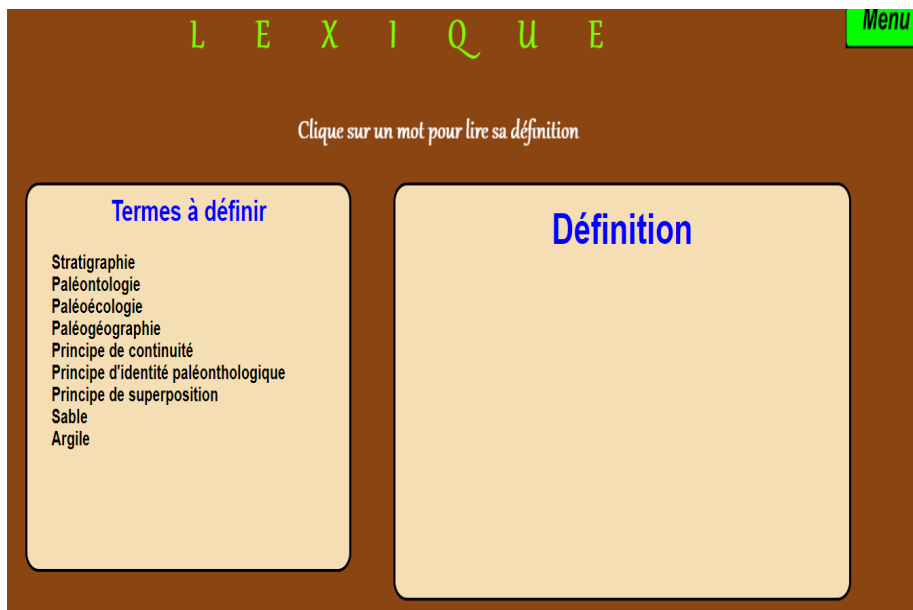 L E X I Q U E
Menu
Clique sur un mot pour lire sa définition
Termes à définir
Stratigraphie
Paléontologie
Paléoécologie
Paléogéographie
Principe de continuité
Principe d'identité paléonthologique
Principe de superposition
Sable
Argile
Définition